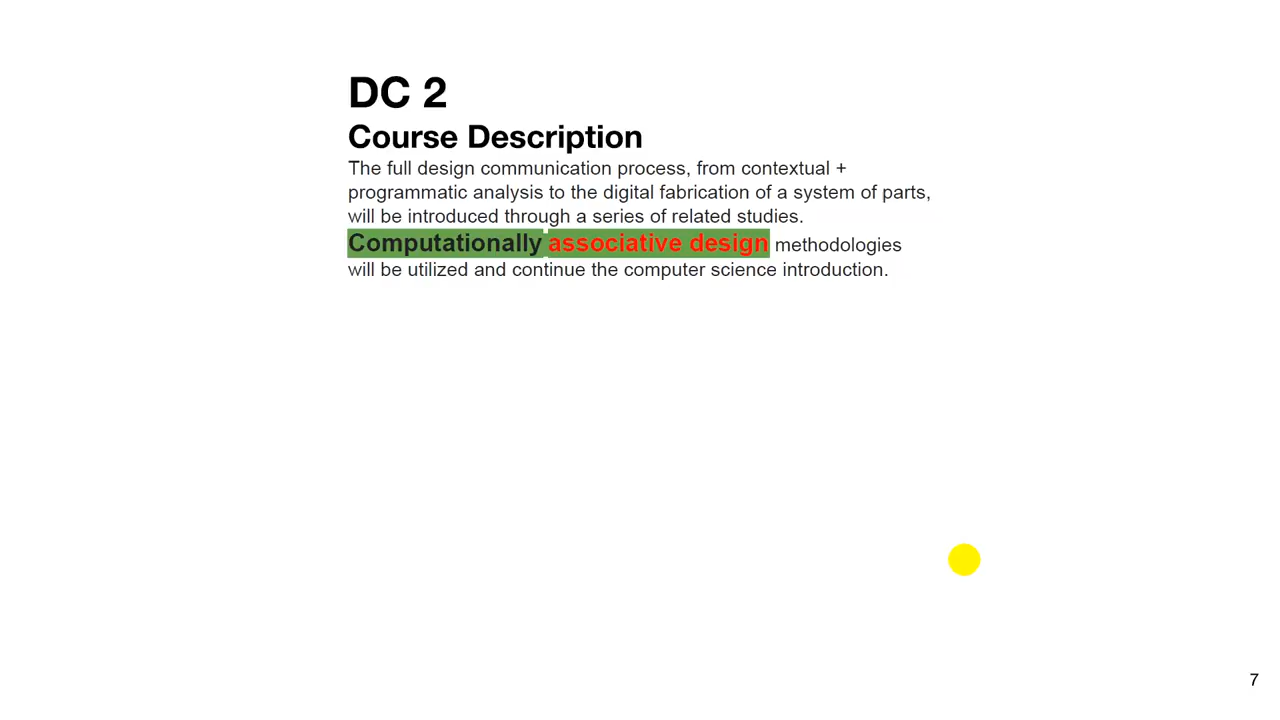 DC 2
Course Description
The full design communication process, from contextual +
programmatic analysis to the digital fabrication of a system of parts,
will be introduced through a series of related studies.
Computationally associative design methodologies
will be utilized and continue the computer science introduction.
7